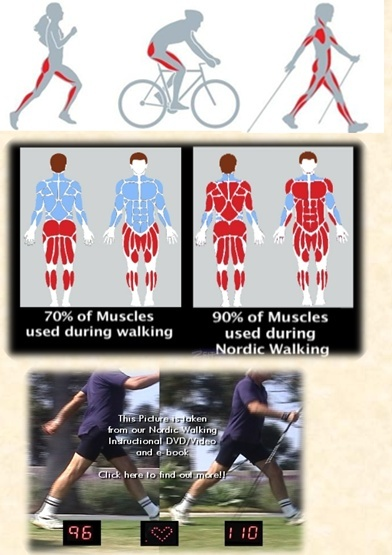 70% of Muscles
used during walking
90% of Muscles
used during
Nordic Walking
This Picture is taken
from our Nordic Walking
Instructional DVD/Video
and e-book
Click here to find out more!!
96
110